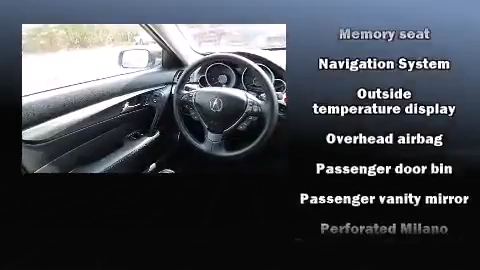 Memory seat
Navigation System
Outside
temperature display
Overhead airbag
Passenger door bin
Passenger vanity mirror
Perforated Milano